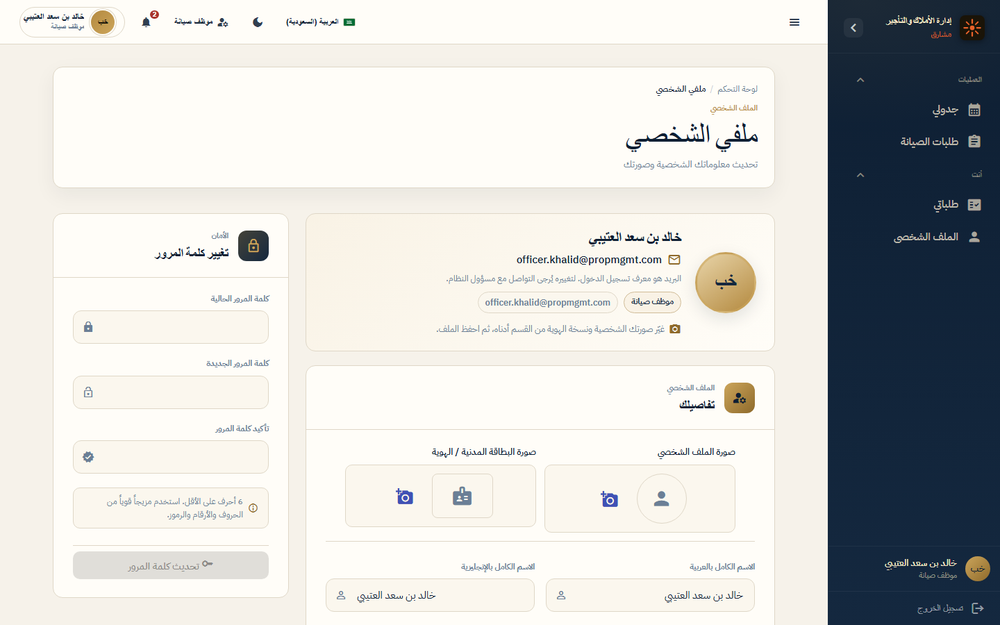 إدارة الأملاك والتأجير
مشارق
العمليات
جدولي
طلبات الصيانة
أنت
طلباتي
الملف الشخصي
خالد بن سعد العتيبي
موظف صيانة
تسجيل الخروج
العربية (السعودية)
موظف صيانة
2
خب
خالد بن سعد العتيبي
موظف صيانة
لوحة التحكم / ملفي الشخصي
الملف الشخصي
ملفي الشخصي
تحديث معلوماتك الشخصية وصورتك
خب
خالد بن سعد العتيبي
officer.khalid@propmgmt.com
البريد هو معرف تسجيل الدخول. لتغييره يُرجى التواصل مع مسؤول النظام.
موظف صيانة
officer.khalid@propmgmt.com
غيّر صورتك الشخصية ونسخة الهوية من القسم أدناه، ثم احفظ الملف.
الملف الشخصي
تفاصيلك
صورة الملف الشخصي
صورة البطاقة المدنية / الهوية
الاسم الكامل بالعربية
خالد بن سعد العتيبي
الاسم الكامل بالإنجليزية
خالد بن سعد العتيبي
الأمان
تغيير كلمة المرور
كلمة المرور الحالية
كلمة المرور الجديدة
تأكيد كلمة المرور
6 أحرف على الأقل. استخدم مزيجاً قوياً من
الحروف والأرقام والرموز.
تحديث كلمة المرور
خب